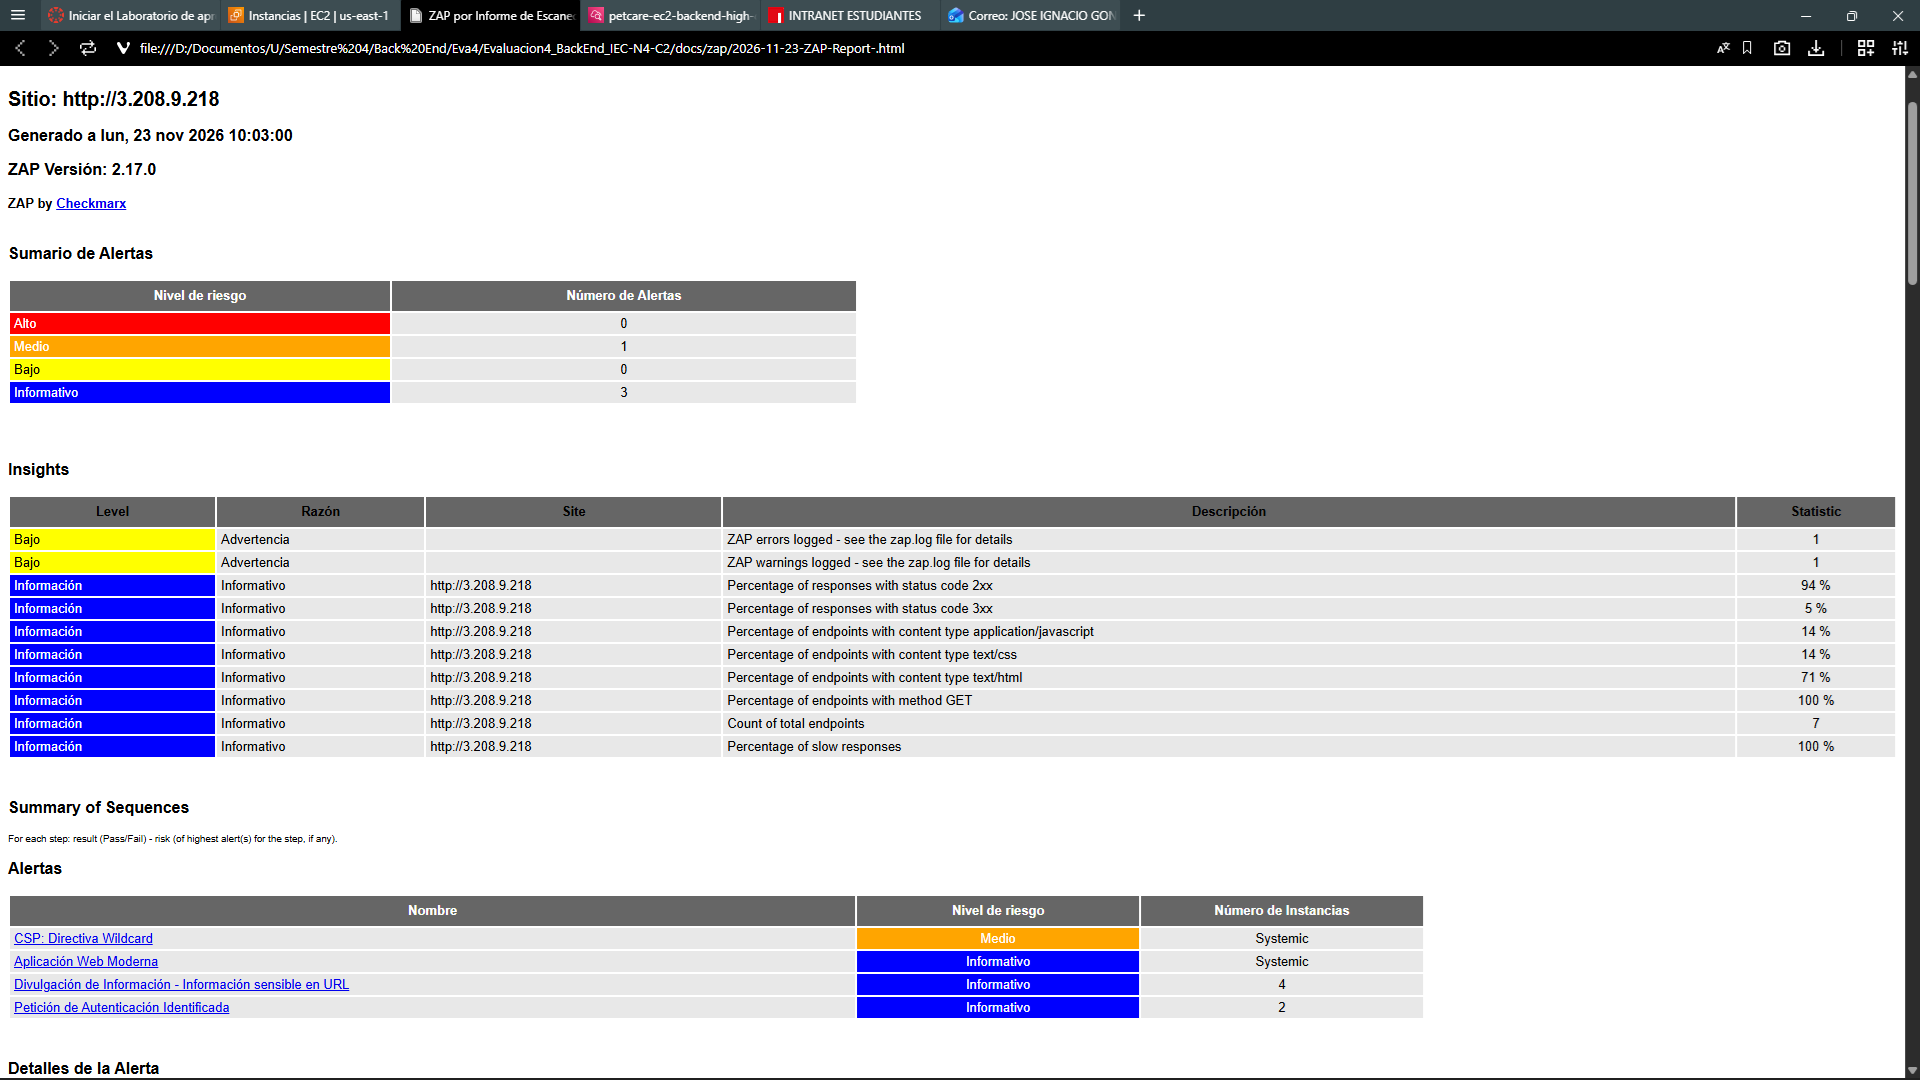 Iniciar el Laboratorio de apr
Instancias | EC2 | us-east-1
ZAP por Informe de Escane
petcare-ec2-backend-high-
INTRANET ESTUDIANTES
Correo: JOSE IGNACIO GON
file:///D:/Documentos/U/Semestre%204/Back%20End/Eva4/Evaluacion4_BackEnd_IEC-N4-C2/docs/zap/2026-11-23-ZAP-Report-.html
Sitio: http://3.208.9.218
Generado a lun, 23 nov 2026 10:03:00
ZAP Versión: 2.17.0
ZAP by Checkmarx
Sumario de Alertas
Nivel de riesgo Número de Alertas
Alto 0
Medio 1
Bajo 0
Informativo 3
Insights
Level Razón Site Descripción Statistic
Bajo Advertencia ZAP errors logged - see the zap.log file for details 1
Bajo Advertencia ZAP warnings logged - see the zap.log file for details 1
Información Informativo http://3.208.9.218 Percentage of responses with status code 2xx 94 %
Información Informativo http://3.208.9.218 Percentage of responses with status code 3xx 5 %
Información Informativo http://3.208.9.218 Percentage of endpoints with content type application/javascript 14 %
Información Informativo http://3.208.9.218 Percentage of endpoints with content type text/css 14 %
Información Informativo http://3.208.9.218 Percentage of endpoints with content type text/html 71 %
Información Informativo http://3.208.9.218 Percentage of endpoints with method GET 100 %
Información Informativo http://3.208.9.218 Count of total endpoints 7
Información Informativo http://3.208.9.218 Percentage of slow responses 100 %
Summary of Sequences
For each step: result (Pass/Fail) - risk (of highest alert(s) for the step, if any).
Alertas
Nombre Nivel de riesgo Número de Instancias
CSP: Directiva Wildcard Medio Systemic
Aplicación Web Moderna Informativo Systemic
Divulgación de Información - Información sensible en URL Informativo 4
Petición de Autenticación Identificada Informativo 2
Detalles de la Alerta